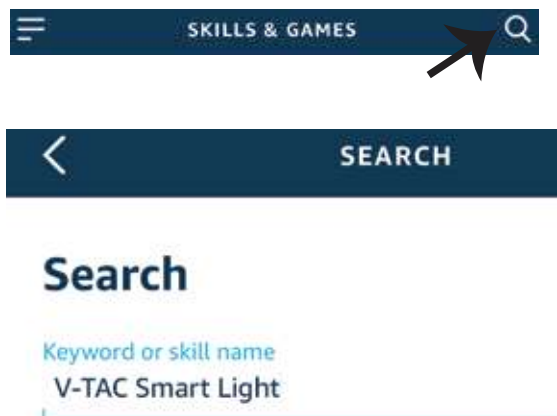 SKILLS & GAMES
SEARCH
Search
Keyword or skill name
V-TAC Smart Light